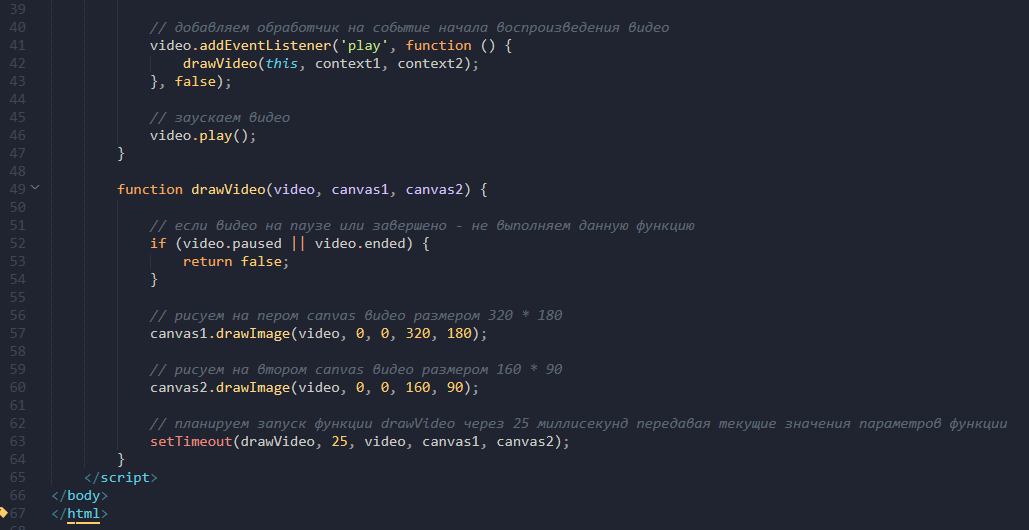 39
40 // добавляем обработчик на событие начала воспроизведения видео
41 video.addEventListener('play', function () {
42 drawVideo(this, context1, context2);
43 }, false);
44
45 // заускаем видео
46 video.play();
47 }
48
49 function drawVideo(video, canvas1, canvas2) {
50
51 // если видео на паузе или завершено - не выполняем данную функцию
52 if (video.paused || video.ended) {
53 return false;
54 }
55
56 // рисуем на пером canvas видео размером 320 * 180
57 canvas1.drawImage(video, 0, 0, 320, 180);
58
59 // рисуем на втором canvas видео размером 160 * 90
60 canvas2.drawImage(video, 0, 0, 160, 90);
61
62 // планируем запуск функции drawVideo через 25 миллисекунд передавая текущие значения параметров функции
63 setTimeout(drawVideo, 25, video, canvas1, canvas2);
64 }
65 </script>
66 </body>
67 </html>
68